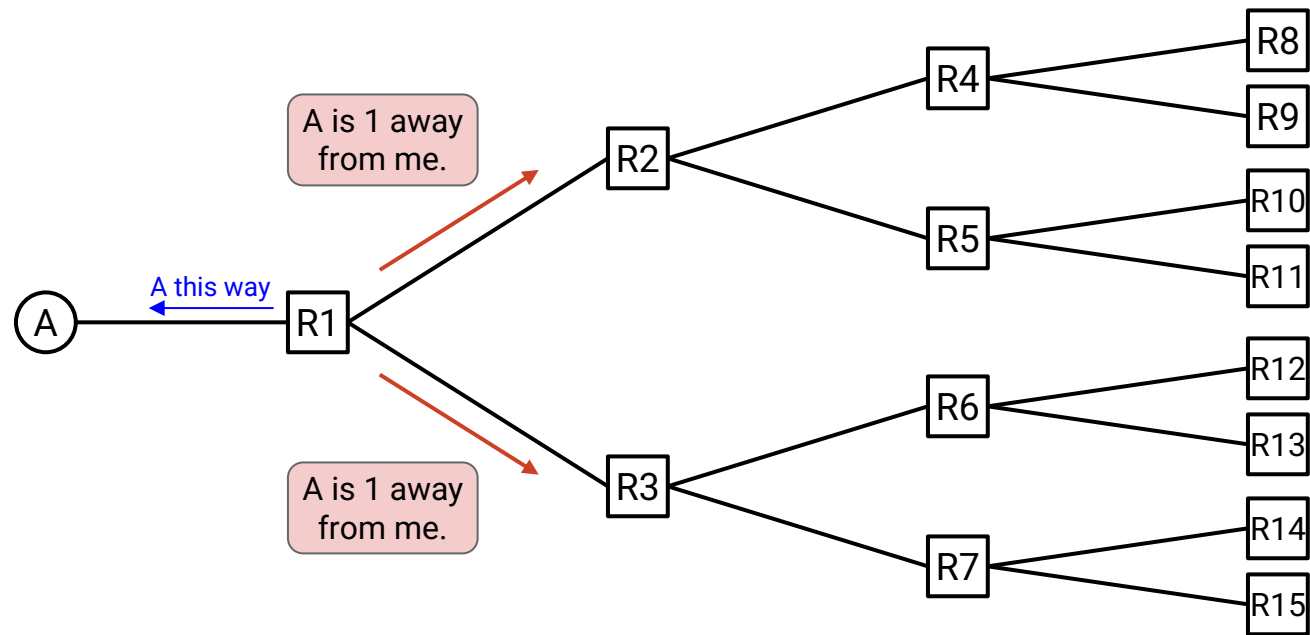 R8
R4
A is 1 away
from me.
R9
R2
R10
R5
R11
A this way
A
R1
R12
R6
R13
A is 1 away
from me.
R3
R14
R7
R15